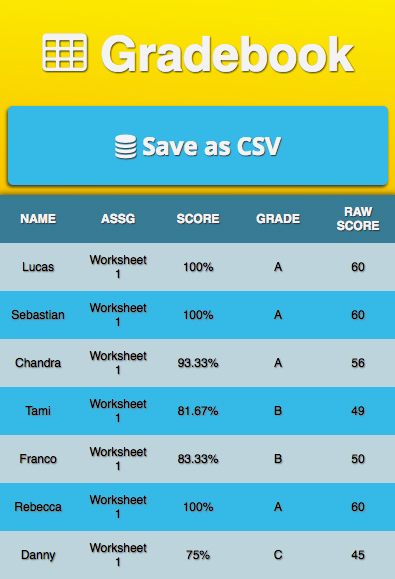 Gradebook
Save as CSV
NAME ASSG SCORE GRADE RAW SCORE
Lucas Worksheet 1 100% A 60
Sebastian Worksheet 1 100% A 60
Chandra Worksheet 1 93.33% A 56
Tami Worksheet 1 81.67% B 49
Franco Worksheet 1 83.33% B 50
Rebecca Worksheet 1 100% A 60
Danny Worksheet 1 75% C 45